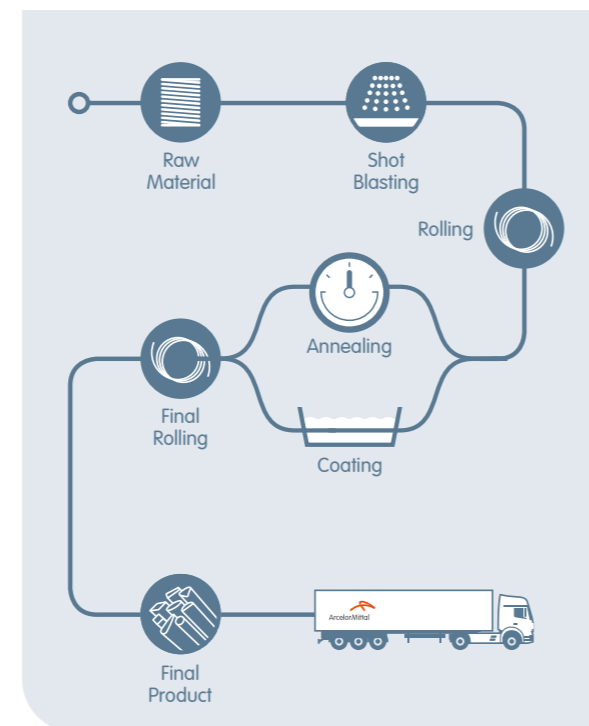 Raw
Material
Shot
Blasting
Rolling
Annealing
Final
Rolling
Coating
ArcelorMittal
Final
Product